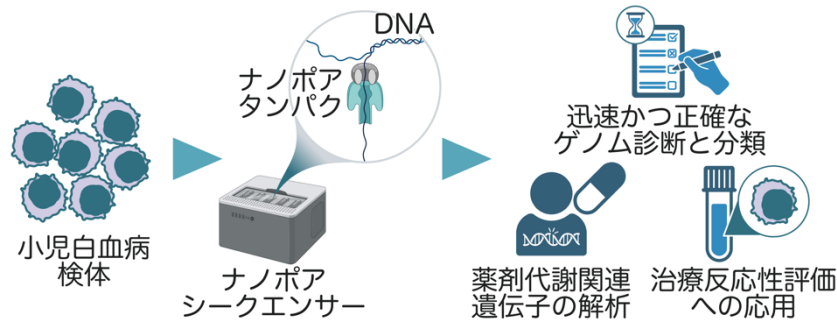 小児白血病
検体
DNA
ナノポア
タンパク
ナノポア
シークエンサー
迅速かつ正確な
ゲノム診断と分類
薬剤代謝関連
遺伝子の解析
治療反応性評価
への応用